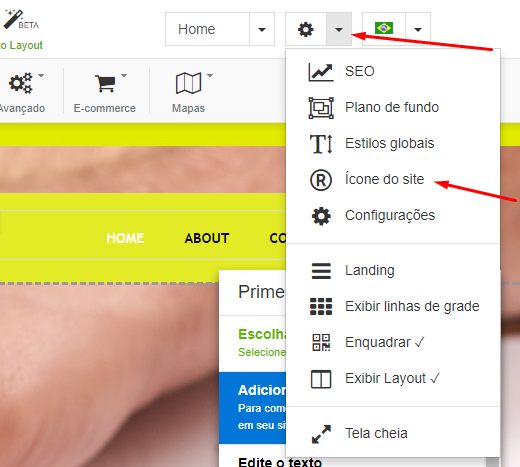 BETA
to Layout
Home
SEO
Plano de fundo
Estilos globais
Ícone do site
Configurações
Landing
Exibir linhas de grade
Enquadrar ✓
Exibir Layout ✓
Tela cheia
Avançado
E-commerce
Mapas
HOME
ABOUT
CO
Prime
Escolha
Selecione
Adicion
Para come
em seu si
Edite o texto